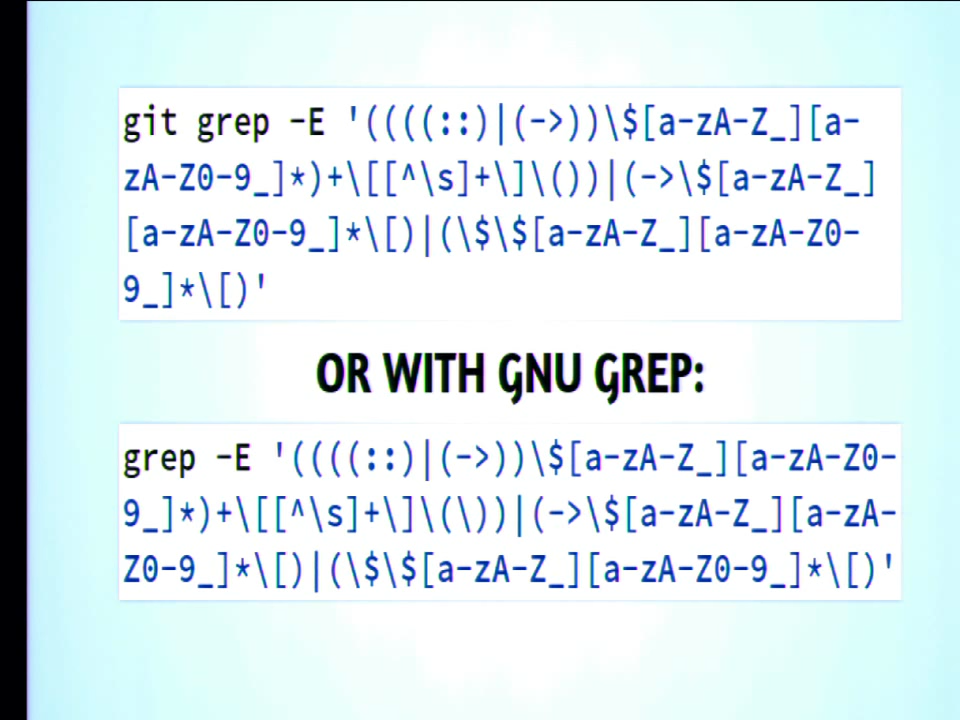 git grep -E '((((::)|(->))\$[a-zA-Z_][a-
zA-Z0-9_]*)+\[[^\s]+\]\())|(->\$[a-zA-Z_]
[a-zA-Z0-9_]*\[)|(\$\$[a-zA-Z_][a-zA-Z0-
9_]*\[)'
OR WITH GNU GREP:
grep -E '((((::)|(->))\$[a-zA-Z_][a-zA-Z0-
9_]*)+\[[^\s]+\]\(\))|(->\$[a-zA-Z_][a-zA-
Z0-9_]*\[)|(\$\$[a-zA-Z_][a-zA-Z0-9_]*\[)'